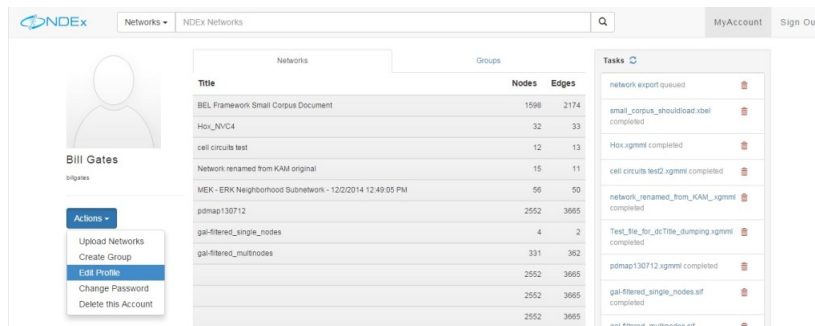 NDEx
Networks
NDEx Networks
MyAccount
Sign Ou
Bill Gates
billgates
Actions
Upload Networks
Create Group
Edit Profile
Change Password
Delete this Account
Networks
Groups
Title Nodes Edges
BEL Framework Small Corpus Document 1598 2174
Hox_NVC4 32 33
cell circuits test 12 13
Network renamed from KAM original 15 11
MEK - ERK Neighborhood Subnetwork - 12/2/2014 12:49:05 PM 56 50
pdmap130712 2552 3665
gal-filtered_single_nodes 4 2
gal-filtered_multinodes 331 362
2552 3665
2552 3665
2552 3665
Tasks
network export queued
small_corpus_shouldload.xbel
completed
Hox.xgmml completed
cell circuits test2.xgmml completed
network_renamed_from_KAM_.xgmml
completed
Test_file_for_dcTitle_dumping.xgmml
completed
pdmap130712.xgmml completed
gal-filtered_single_nodes.sif
completed
gal-filtered_multinodes.sif